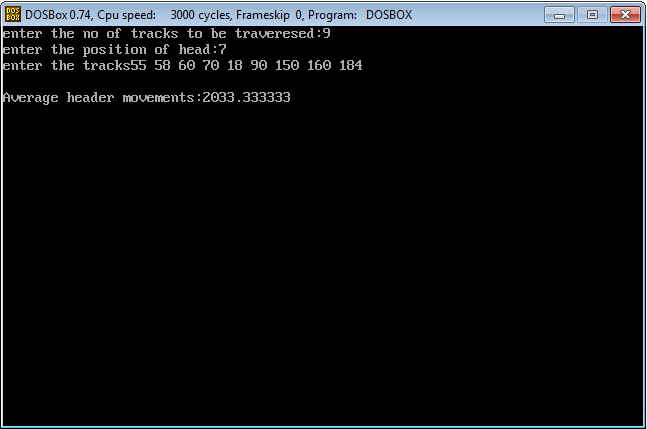 DOS
BOX
DOSBox 0.74, Cpu speed: 3000 cycles, Frameskip 0, Program: DOSBOX
enter the no of tracks to be traveresed:9
enter the position of head:7
enter the tracks55 58 60 70 18 90 150 160 184
Average header movements:2033.333333